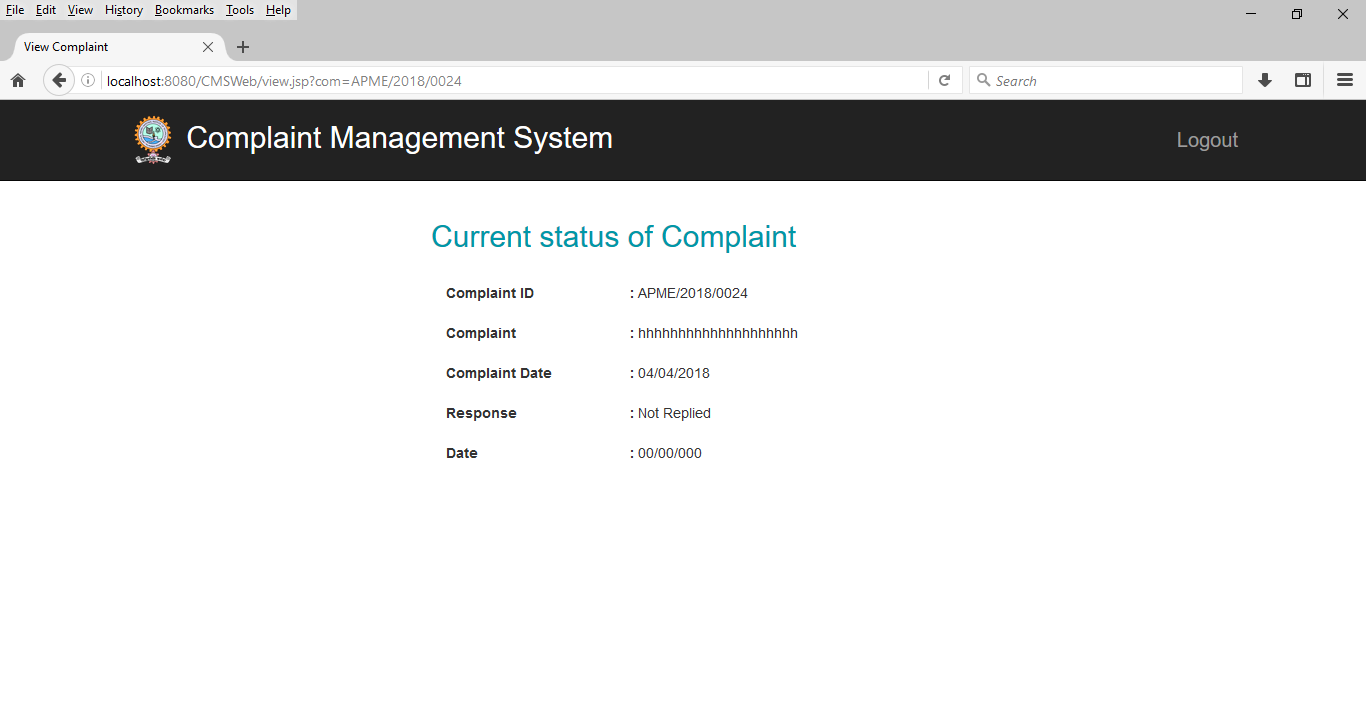 File Edit View History Bookmarks Tools Help
View Complaint
localhost:8080/CMSWeb/view.jsp?com=APME/2018/0024
Search
Complaint Management System
Logout
Current status of Complaint
Complaint ID : APME/2018/0024
Complaint : hhhhhhhhhhhhhhhhhhhh
Complaint Date : 04/04/2018
Response : Not Replied
Date : 00/00/000